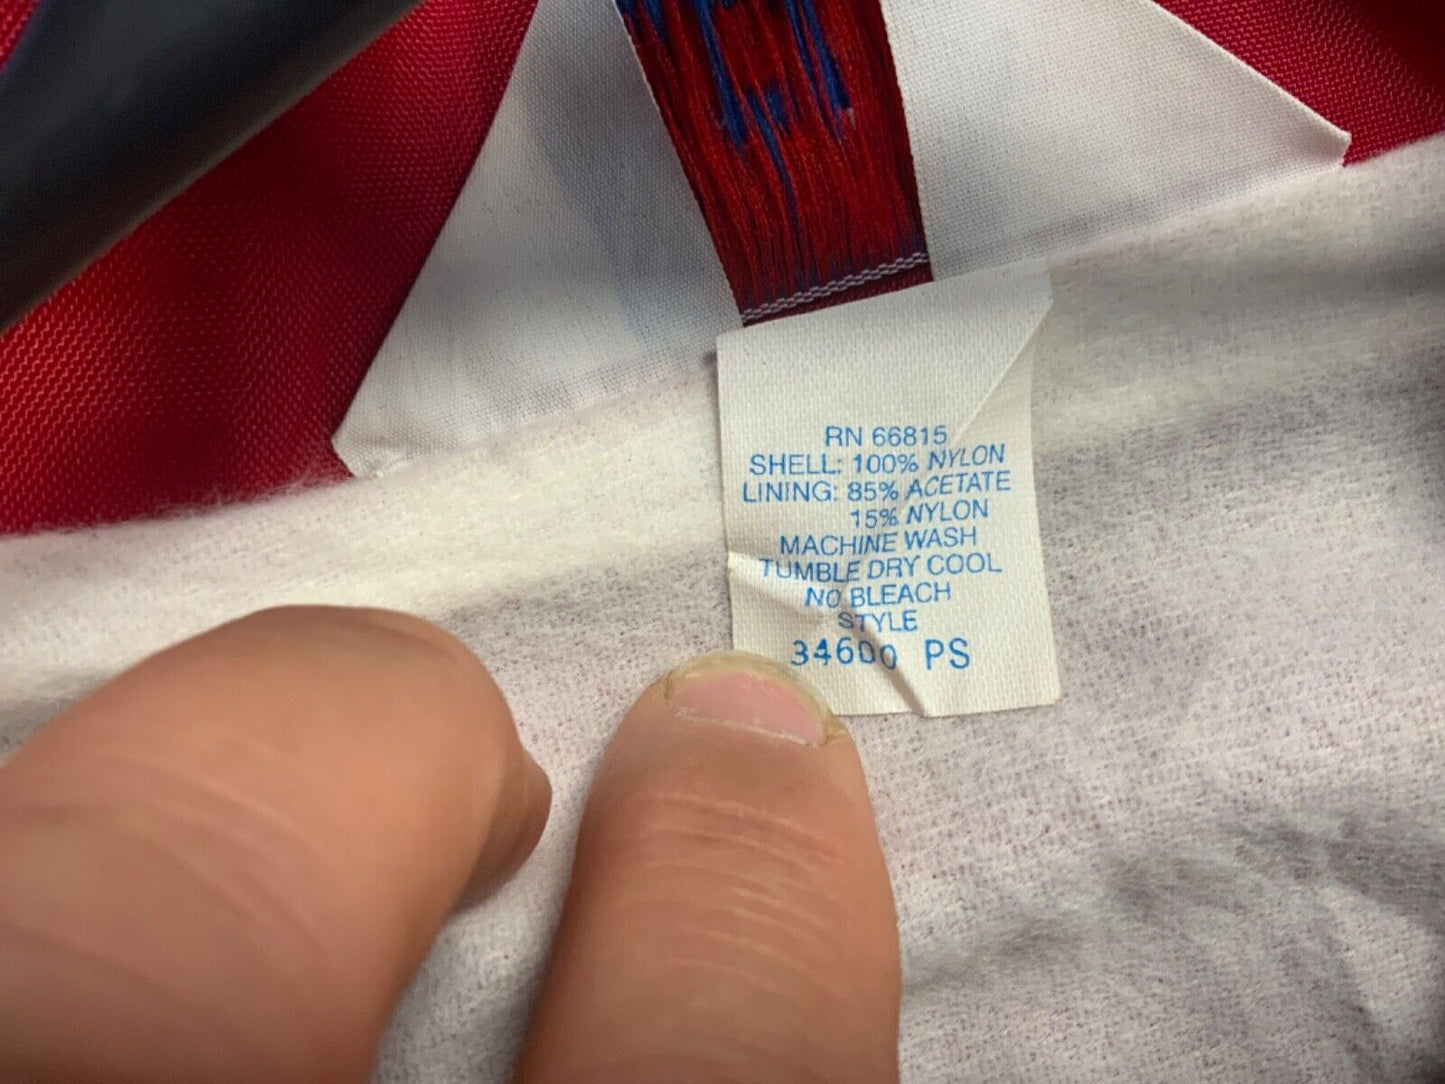 RN 66815
SHELL: 100% NYLON
LINING: 85% ACETATE
15% NYLON
MACHINE WASH
TUMBLE DRY COOL
NO BLEACH
STYLE
34600 PS